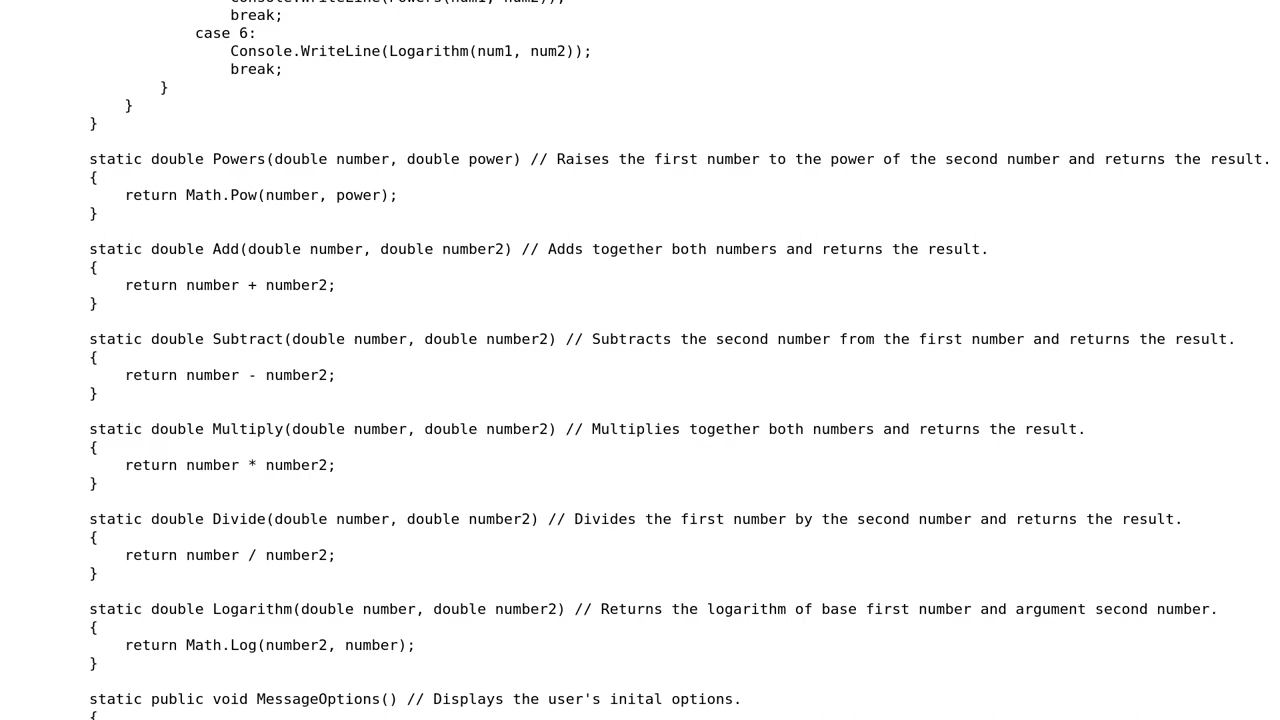 Console.WriteLine(Powers(num1, num2));
break;
case 6:
Console.WriteLine(Logarithm(num1, num2));
break;
}
}
}
static double Powers(double number, double power) // Raises the first number to the power of the second number and returns the result.
{
return Math.Pow(number, power);
}
static double Add(double number, double number2) // Adds together both numbers and returns the result.
{
return number + number2;
}
static double Subtract(double number, double number2) // Subtracts the second number from the first number and returns the result.
{
return number - number2;
}
static double Multiply(double number, double number2) // Multiplies together both numbers and returns the result.
{
return number * number2;
}
static double Divide(double number, double number2) // Divides the first number by the second number and returns the result.
{
return number / number2;
}
static double Logarithm(double number, double number2) // Returns the logarithm of base first number and argument second number.
{
return Math.Log(number2, number);
}
static public void MessageOptions() // Displays the user's inital options.
{